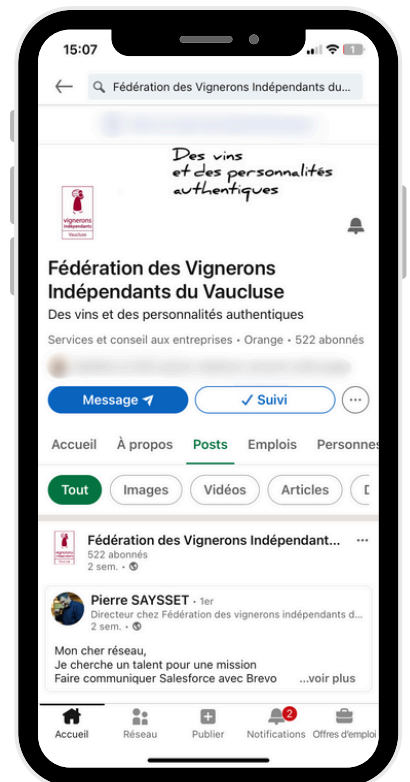 15:07
1
Fédération des Vignerons Indépendants du...
Des vins
et des personnalités
authentiques
vignerons
indépendants
Vaucluse
Fédération des Vignerons
Indépendants du Vaucluse
Des vins et des personnalités authentiques
Services et conseil aux entreprises • Orange • 522 abonnés
Message
Suivi
Accueil À propos Posts Emplois Personnes
Tout Images Vidéos Articles
Fédération des Vignerons Indépendant... ...
522 abonnés
2 sem. •
Pierre SAYSSET • 1er
Directeur chez Fédération des vignerons indépendants d...
2 sem. •
Mon cher réseau,
Je cherche un talent pour une mission
Faire communiquer Salesforce avec Brevo ...voir plus
2
Accueil Réseau Publier Notifications Offres d'emploi